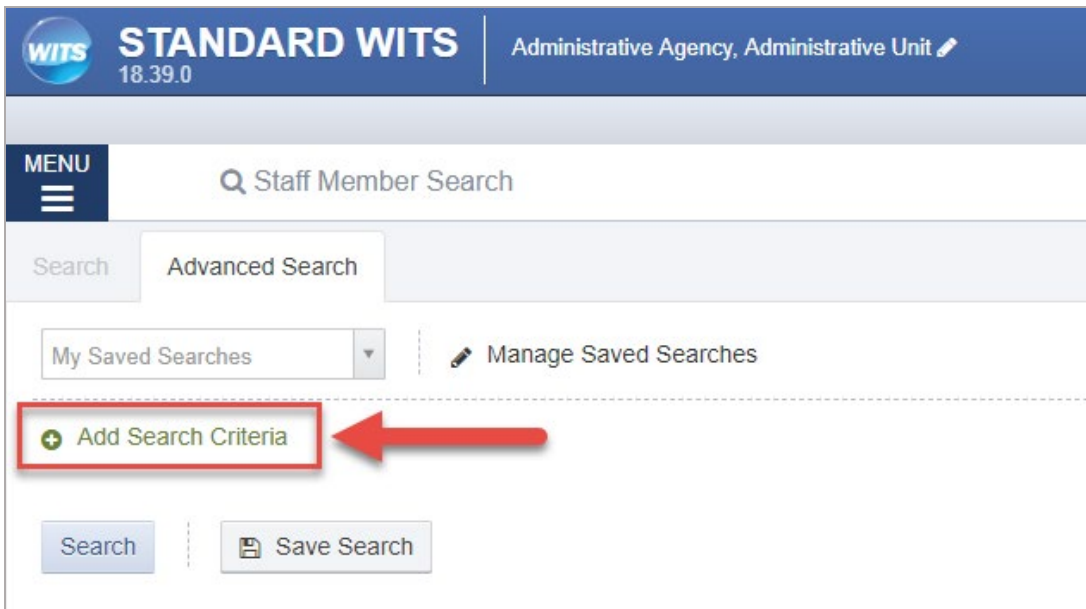 WITS
STANDARD WITS
18.39.0
Administrative Agency, Administrative Unit
MENU
Staff Member Search
Search
Advanced Search
My Saved Searches
Manage Saved Searches
Add Search Criteria
Search
Save Search